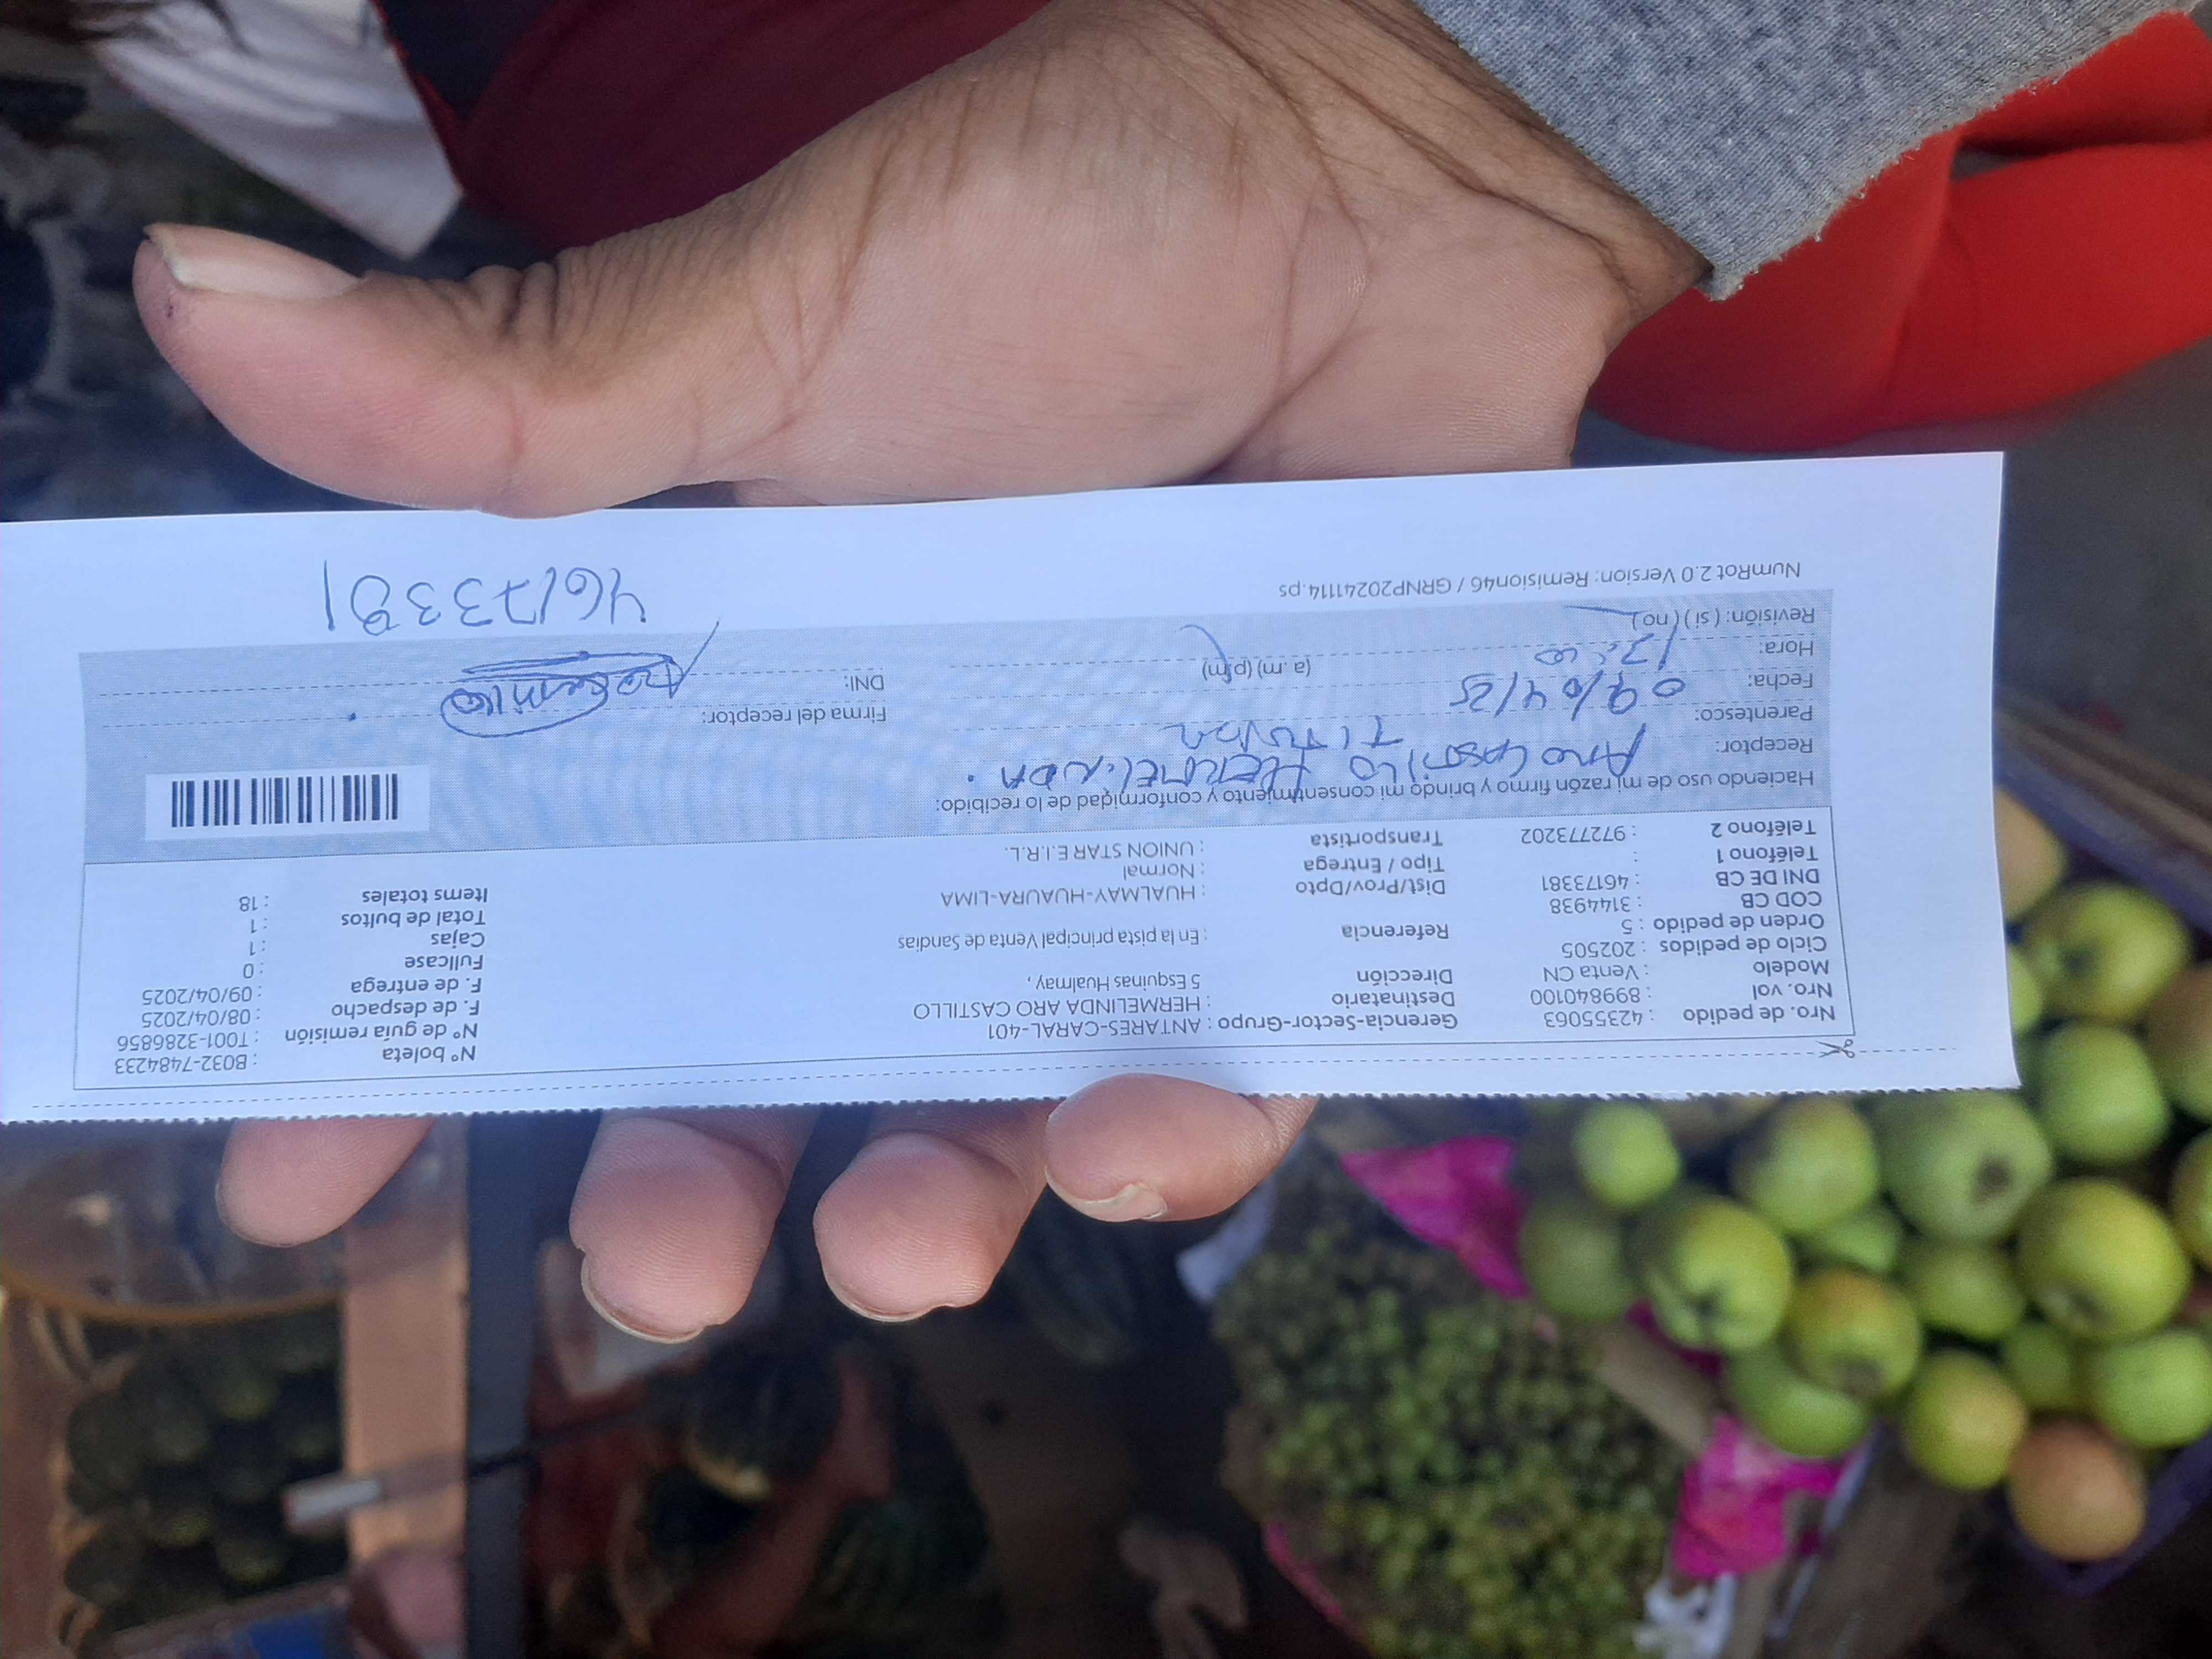 Nro. de pedido : 42355063 Gerencia-Sector-Grupo : ANTARES-CARAL-401 N° boleta : B032-7484233
Nro. val : 899840100 Destinatario : HERMELINDA ARO CASTILLO N° de guía remisión : T001-3286856
Modelo : Venta CN Dirección 5 Esquinas Hualmay, F. de despacho : 08/04/2025
Ciclo de pedidos : 202505 F. de entrega : 09/04/2025
Orden de pedido : 5 Referencia : En la pista principal Venta de Sandias Fullcase : 0
COD CB : 3144938 Cajas : 1
DNI DE CB : 46173381 Dist/Prov/Dpto : HUALMAY-HUAURA-LIMA Total de bultos : 1
Teléfono 1 : Tipo / Entrega : Normal Items totales : 18
Teléfono 2 : 972773202 Transportista : UNION STAR E.I.R.L.
Haciendo uso de mi razón firmo y brindo mi consentimiento y conformidad de lo recibido:
Receptor: ARO CASTILLO HERMELINDA.
Parentesco: TITULAR Firma del receptor:
Fecha: 09/04/25 DNI:
Hora: (a. m) (p. m)
Revisión: ( si ) ( no )
46173381
NumRot 2.0 Version: Remision46 / GRNP20241114.ps